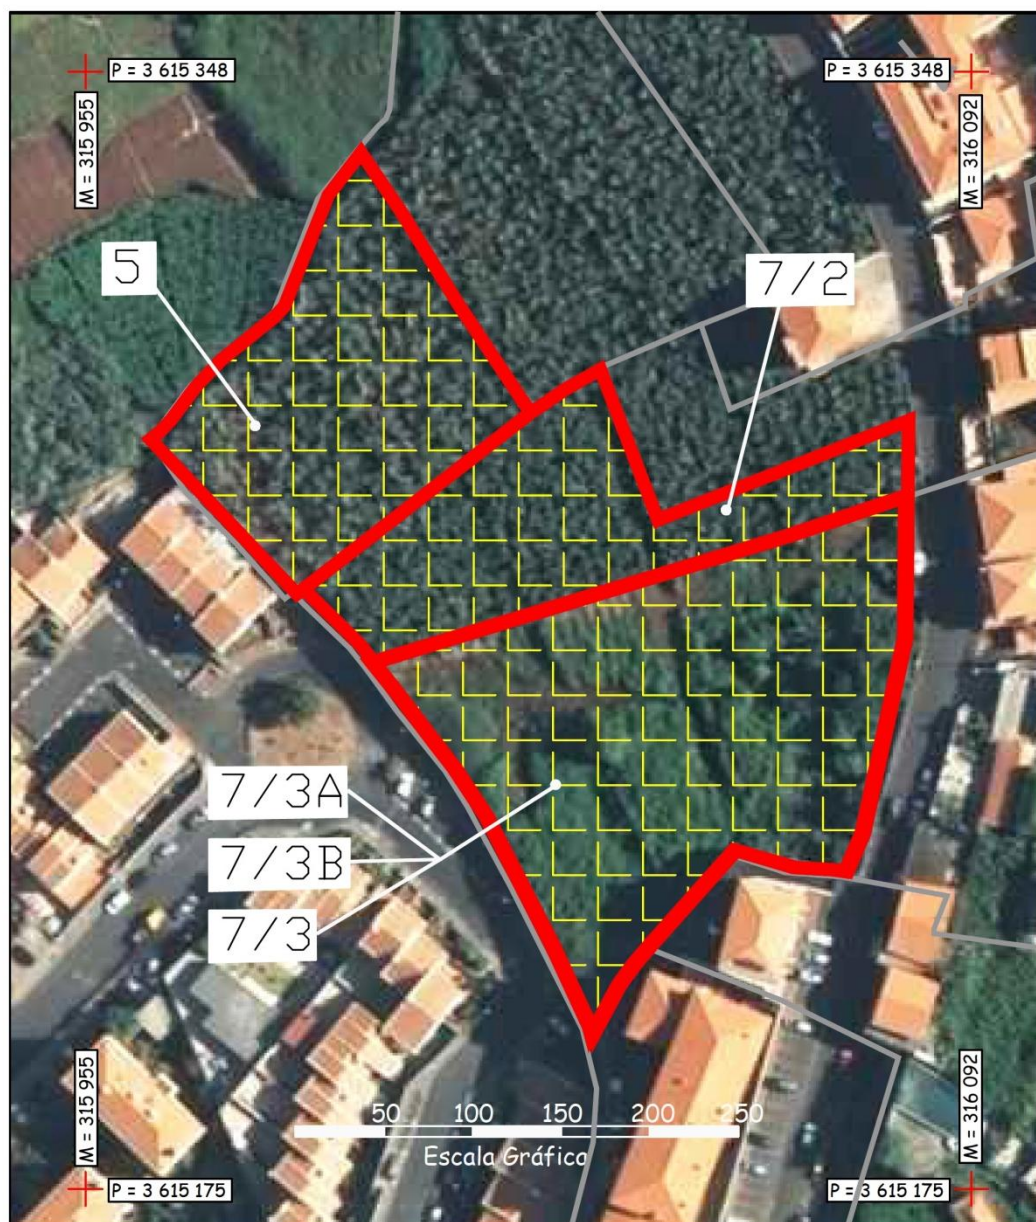 P = 3 615 348
P = 3 615 348
M = 315 955
M = 316 092
5
7/2
7/3A
7/3B
7/3
M = 315 955
M = 316 092
50 100 150 200 250
Escala Gráfica
P = 3 615 175
P = 3 615 175